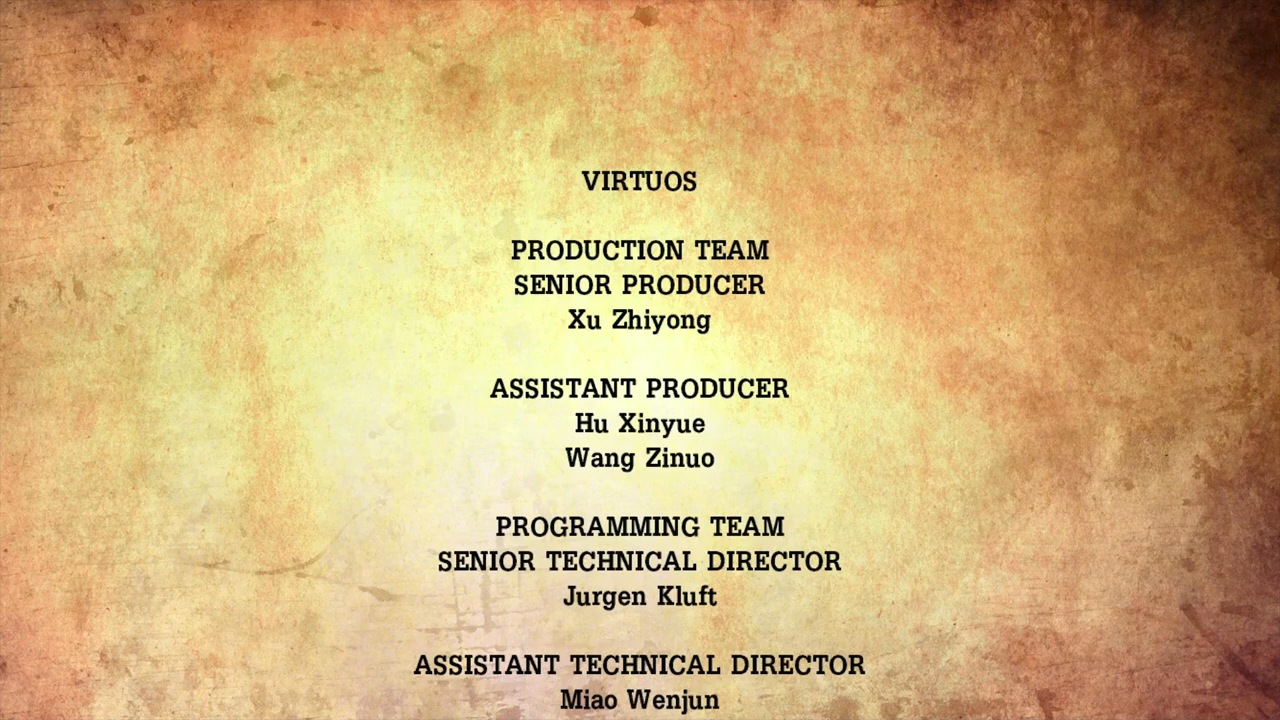 VIRTUOS
PRODUCTION TEAM
SENIOR PRODUCER
Xu Zhiyong
ASSISTANT PRODUCER
Hu Xinyue
Wang Zinuo
PROGRAMMING TEAM
SENIOR TECHNICAL DIRECTOR
Jurgen Kluft
ASSISTANT TECHNICAL DIRECTOR
Miao Wenjun